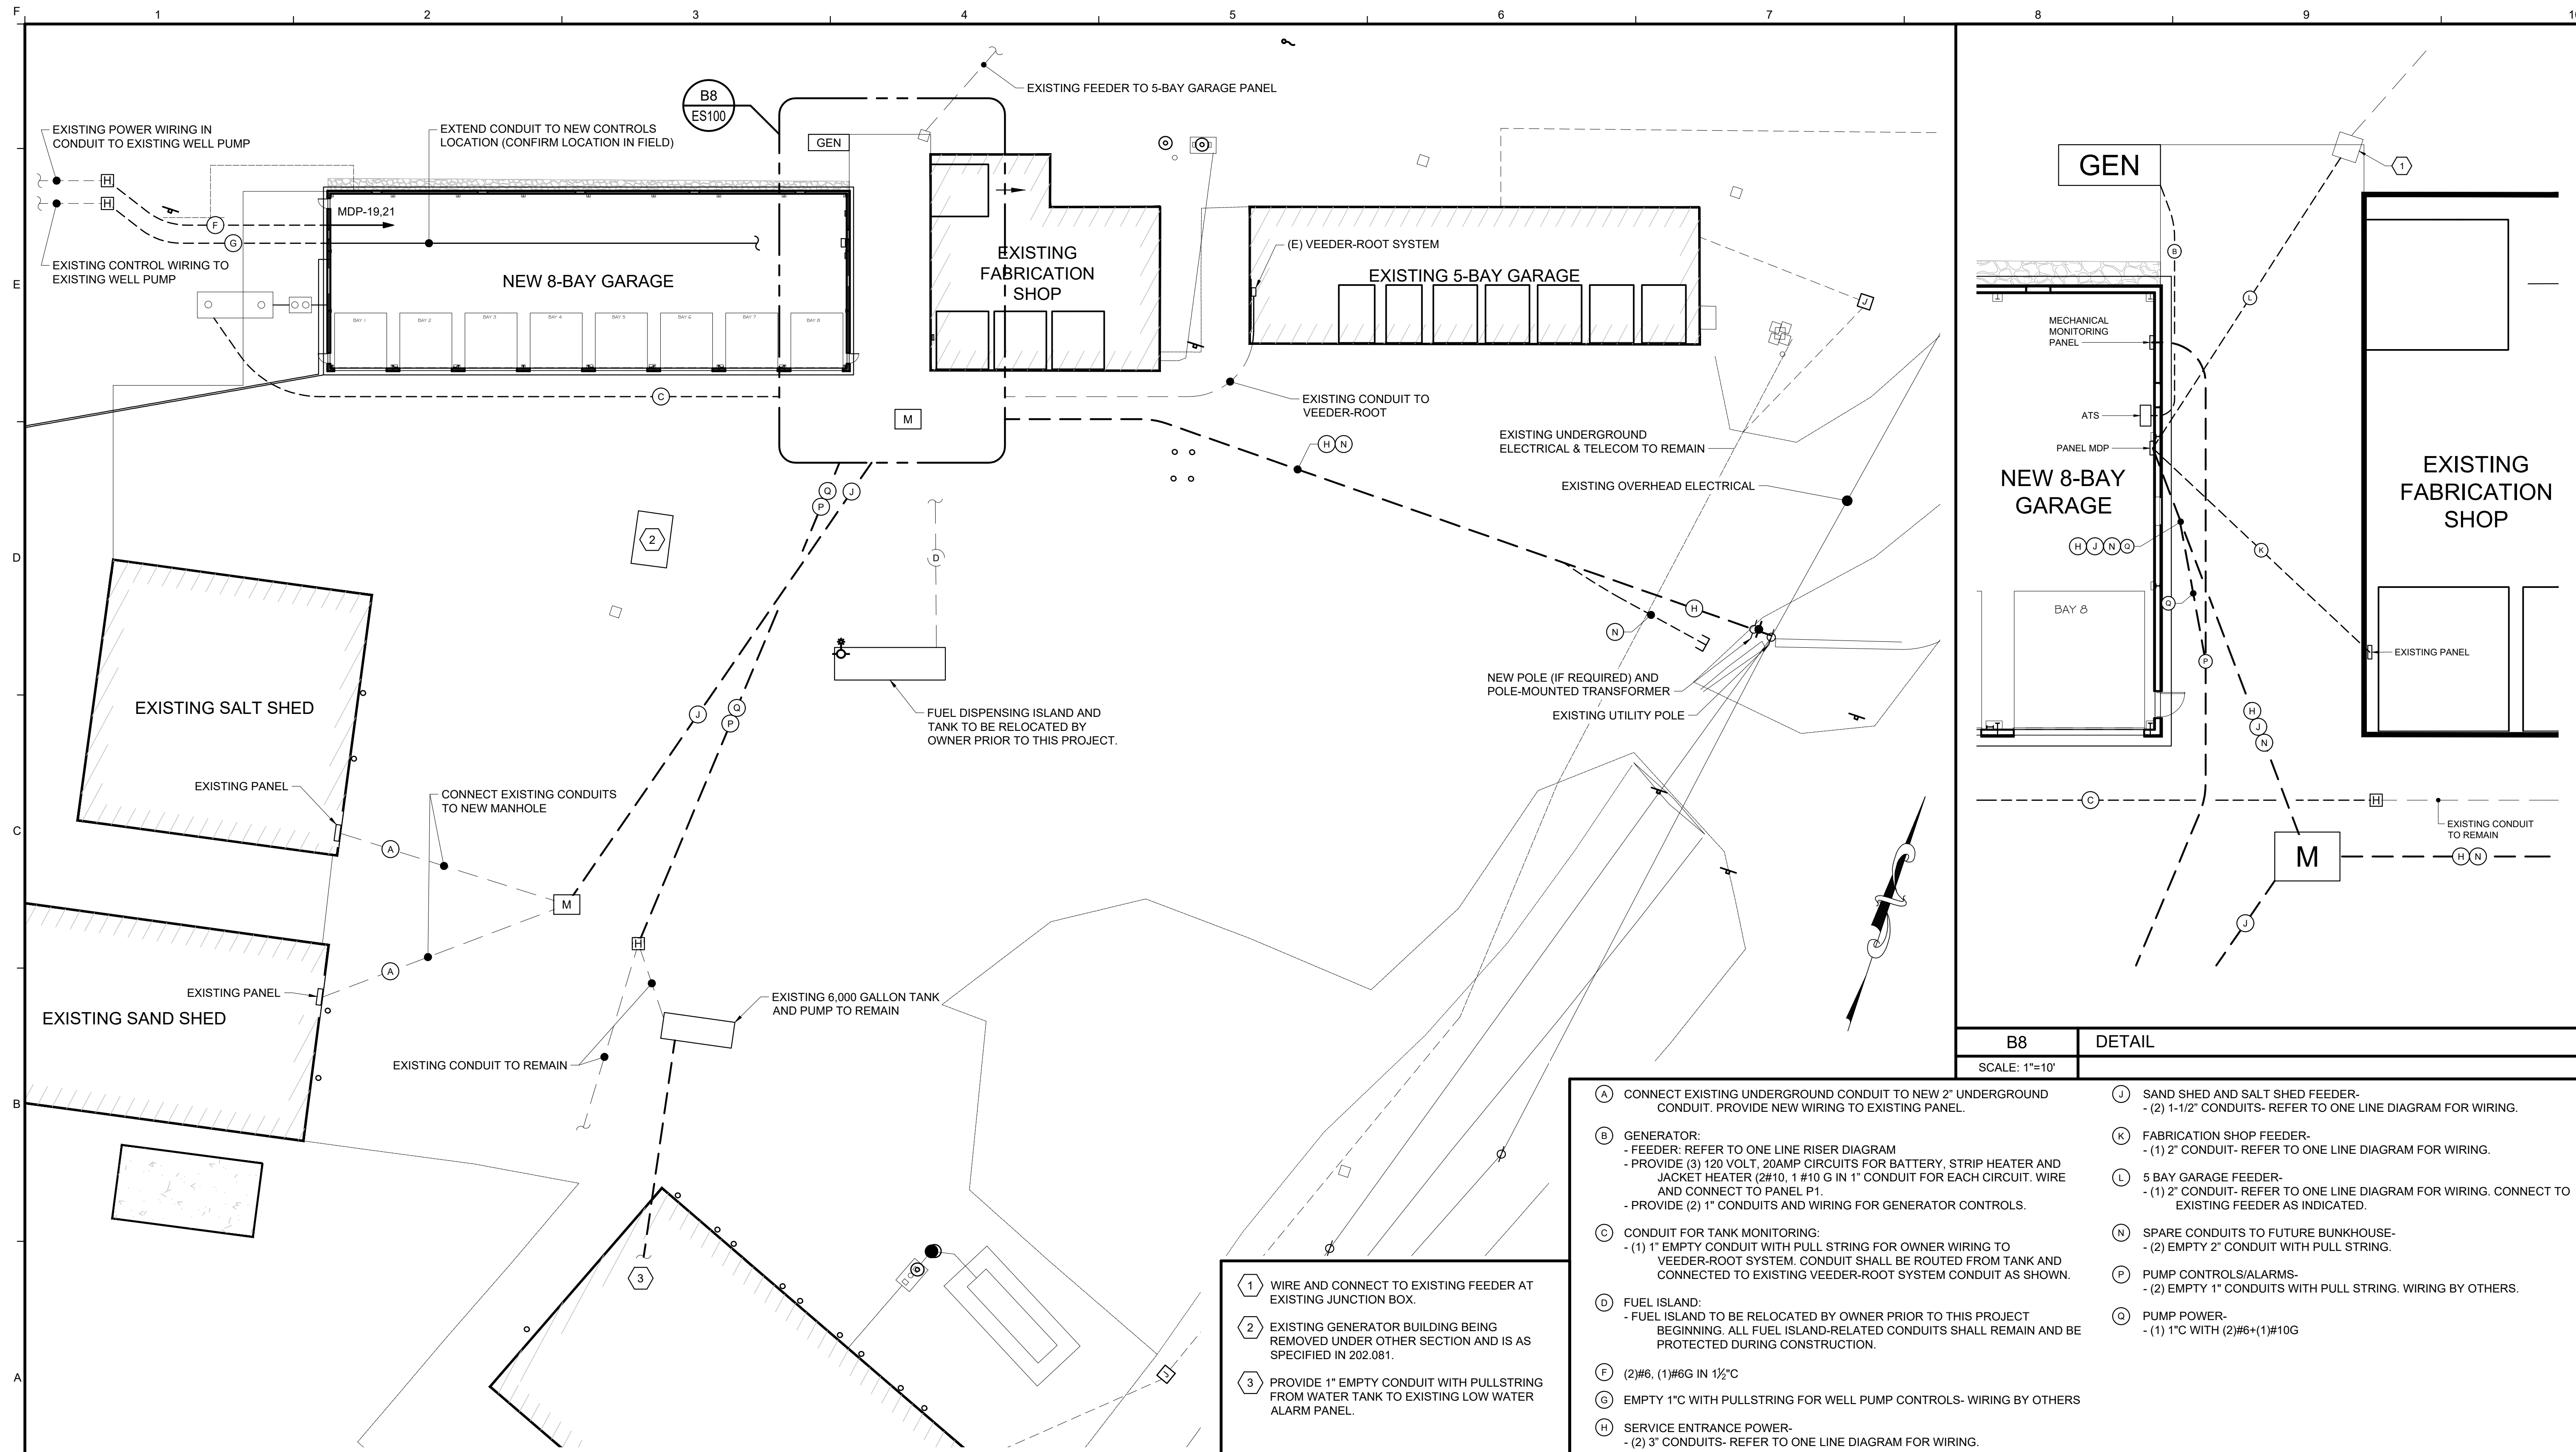 F
1
2
3
4
5
6
7
8
9
10
E
D
C
B
A
B8
ES100
EXISTING FEEDER TO 5-BAY GARAGE PANEL
EXISTING POWER WIRING IN
CONDUIT TO EXISTING WELL PUMP
EXTEND CONDUIT TO NEW CONTROLS
LOCATION (CONFIRM LOCATION IN FIELD)
GEN
H
H
MDP-19,21
F
G
EXISTING CONTROL WIRING TO
EXISTING WELL PUMP
NEW 8-BAY GARAGE
BAY 1
BAY 2
BAY 3
BAY 4
BAY 5
BAY 6
BAY 7
BAY 8
EXISTING
FABRICATION
SHOP
(E) VEEDER-ROOT SYSTEM
EXISTING 5-BAY GARAGE
J
C
M
EXISTING CONDUIT TO
VEEDER-ROOT
H N
EXISTING UNDERGROUND
ELECTRICAL & TELECOM TO REMAIN
EXISTING OVERHEAD ELECTRICAL
Q
J
P
2
D
H
N
NEW POLE (IF REQUIRED) AND
POLE-MOUNTED TRANSFORMER
EXISTING UTILITY POLE
FUEL DISPENSING ISLAND AND
TANK TO BE RELOCATED BY
OWNER PRIOR TO THIS PROJECT.
EXISTING SALT SHED
J
Q
P
EXISTING PANEL
CONNECT EXISTING CONDUITS
TO NEW MANHOLE
A
M
H
A
EXISTING PANEL
EXISTING SAND SHED
EXISTING 6,000 GALLON TANK
AND PUMP TO REMAIN
EXISTING CONDUIT TO REMAIN
3
J
GEN
1
B
L
MECHANICAL
MONITORING
PANEL
ATS
PANEL MDP
NEW 8-BAY
GARAGE
EXISTING
FABRICATION
SHOP
H J N Q
K
BAY 8
Q
EXISTING PANEL
P
H
J
N
C
H
EXISTING CONDUIT
TO REMAIN
M
H N
J
B8
DETAIL
SCALE: 1"=10'
1 WIRE AND CONNECT TO EXISTING FEEDER AT
EXISTING JUNCTION BOX.
2 EXISTING GENERATOR BUILDING BEING
REMOVED UNDER OTHER SECTION AND IS AS
SPECIFIED IN 202.081.
3 PROVIDE 1" EMPTY CONDUIT WITH PULLSTRING
FROM WATER TANK TO EXISTING LOW WATER
ALARM PANEL.
A CONNECT EXISTING UNDERGROUND CONDUIT TO NEW 2" UNDERGROUND
CONDUIT. PROVIDE NEW WIRING TO EXISTING PANEL.
B GENERATOR:
- FEEDER: REFER TO ONE LINE RISER DIAGRAM
- PROVIDE (3) 120 VOLT, 20AMP CIRCUITS FOR BATTERY, STRIP HEATER AND
JACKET HEATER (2#10, 1 #10 G IN 1" CONDUIT FOR EACH CIRCUIT. WIRE
AND CONNECT TO PANEL P1.
- PROVIDE (2) 1" CONDUITS AND WIRING FOR GENERATOR CONTROLS.
C CONDUIT FOR TANK MONITORING:
- (1) 1" EMPTY CONDUIT WITH PULL STRING FOR OWNER WIRING TO
VEEDER-ROOT SYSTEM. CONDUIT SHALL BE ROUTED FROM TANK AND
CONNECTED TO EXISTING VEEDER-ROOT SYSTEM CONDUIT AS SHOWN.
D FUEL ISLAND:
- FUEL ISLAND TO BE RELOCATED BY OWNER PRIOR TO THIS PROJECT
BEGINNING. ALL FUEL ISLAND-RELATED CONDUITS SHALL REMAIN AND BE
PROTECTED DURING CONSTRUCTION.
F (2)#6, (1)#6G IN 1½"C
G EMPTY 1"C WITH PULLSTRING FOR WELL PUMP CONTROLS- WIRING BY OTHERS
H SERVICE ENTRANCE POWER-
- (2) 3" CONDUITS- REFER TO ONE LINE DIAGRAM FOR WIRING.
J SAND SHED AND SALT SHED FEEDER-
- (2) 1-1/2" CONDUITS- REFER TO ONE LINE DIAGRAM FOR WIRING.
K FABRICATION SHOP FEEDER-
- (1) 2" CONDUIT- REFER TO ONE LINE DIAGRAM FOR WIRING.
L 5 BAY GARAGE FEEDER-
- (1) 2" CONDUIT- REFER TO ONE LINE DIAGRAM FOR WIRING. CONNECT TO
EXISTING FEEDER AS INDICATED.
N SPARE CONDUITS TO FUTURE BUNKHOUSE-
- (2) EMPTY 2" CONDUIT WITH PULL STRING.
P PUMP CONTROLS/ALARMS-
- (2) EMPTY 1" CONDUITS WITH PULL STRING. WIRING BY OTHERS.
Q PUMP POWER-
- (1) 1"C WITH (2)#6+(1)#10G